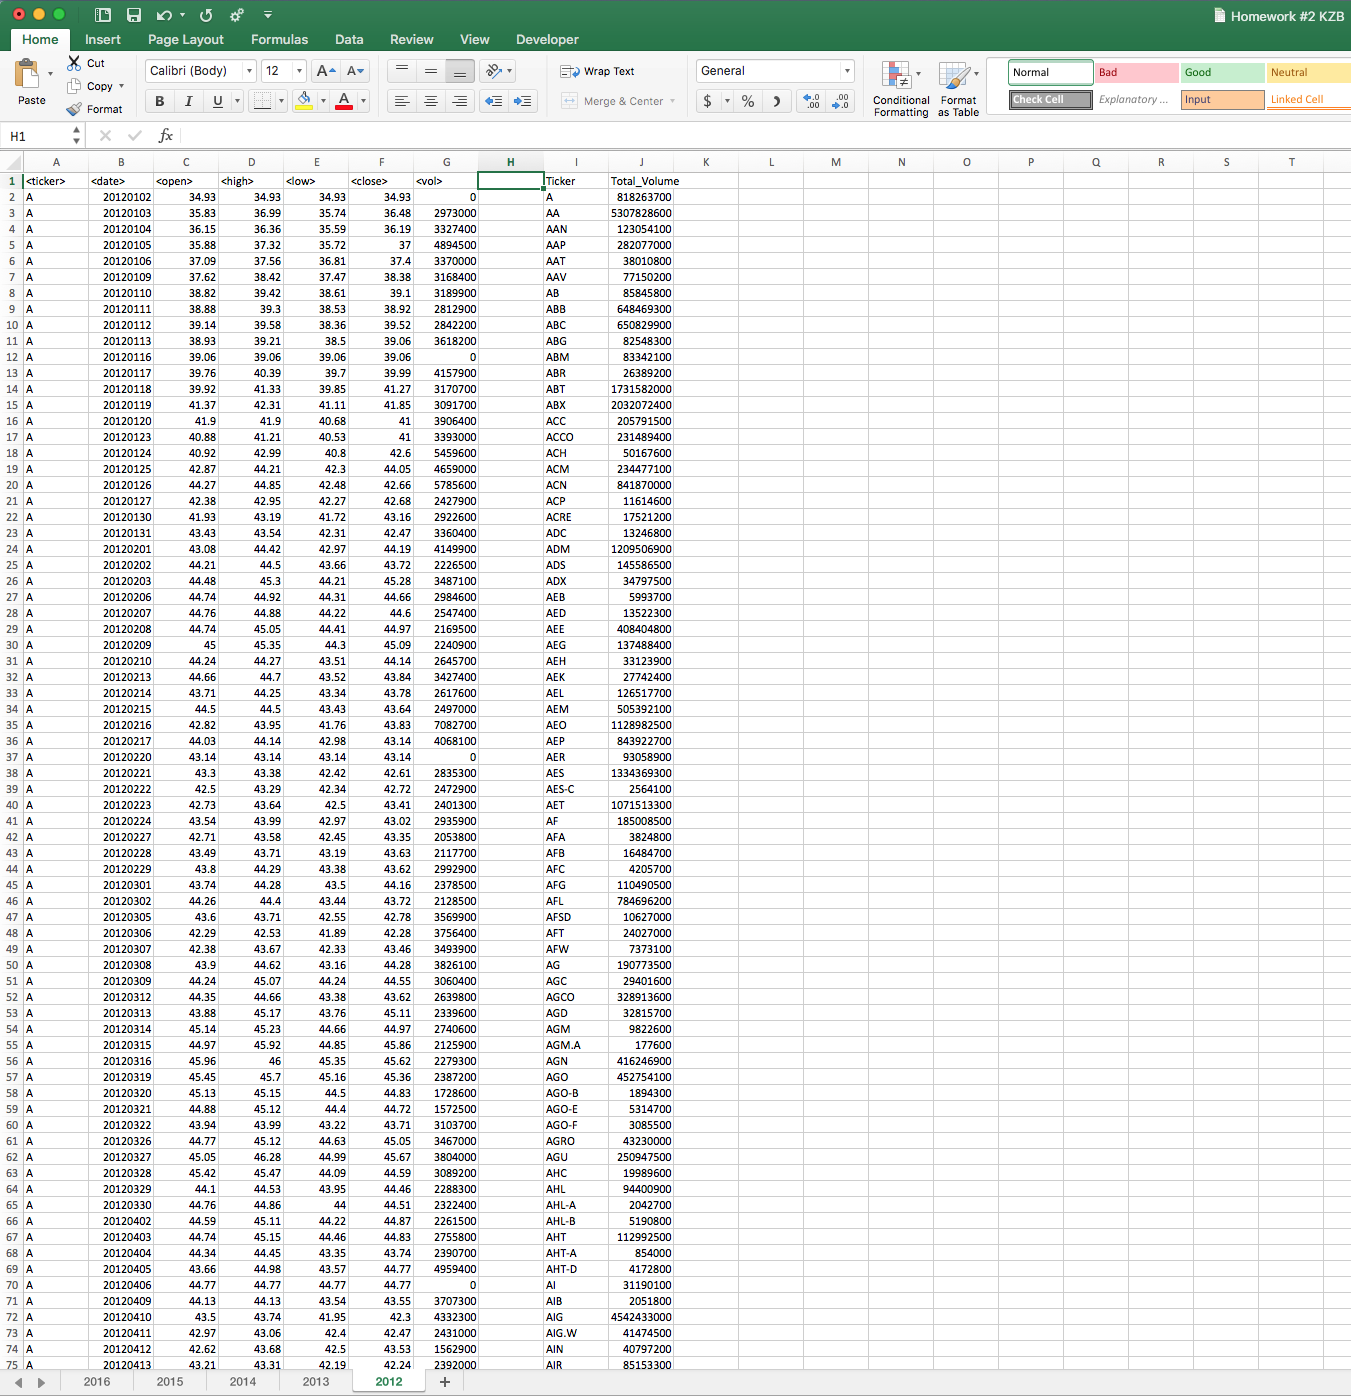 Homework #2 KZB
Home Insert Page Layout Formulas Data Review View Developer
Paste Cut Copy Format
Calibri (Body) 12 A A
B I U A
Wrap Text
Merge & Center
General
$ % )
Conditional Formatting
Format as Table
Normal Bad Good Neutral
Check Cell Explanatory ... Input Linked Cell
H1 fx
A B C D E F G H I J K L M N O P Q R S T
1 <ticker> <date> <open> <high> <low> <close> <vol> Ticker Total_Volume
2 A 20120102 34.93 34.93 34.93 34.93 0 A 818263700
3 A 20120103 35.83 36.99 35.74 36.48 2973000 AA 5307828600
4 A 20120104 36.15 36.36 35.59 36.19 3327400 AAN 123054100
5 A 20120105 35.88 37.32 35.72 37 4894500 AAP 282077000
6 A 20120106 37.09 37.56 36.81 37.4 3370000 AAT 38010800
7 A 20120109 37.62 38.42 37.47 38.38 3168400 AAV 77150200
8 A 20120110 38.82 39.42 38.61 39.1 3189900 AB 85845800
9 A 20120111 38.88 39.3 38.53 38.92 2812900 ABB 648469300
10 A 20120112 39.14 39.58 38.36 39.52 2842200 ABC 650829900
11 A 20120113 38.93 39.21 38.5 39.06 3618200 ABG 82548300
12 A 20120116 39.06 39.06 39.06 39.06 0 ABM 83342100
13 A 20120117 39.76 40.39 39.7 39.99 4157900 ABR 26389200
14 A 20120118 39.92 41.33 39.85 41.27 3170700 ABT 1731582000
15 A 20120119 41.37 42.31 41.11 41.85 3091700 ABX 2032072400
16 A 20120120 41.9 41.9 40.68 41 3906400 ACC 205791500
17 A 20120123 40.88 41.21 40.53 41 3393000 ACCO 231489400
18 A 20120124 40.92 42.99 40.8 42.6 5459600 ACH 50167600
19 A 20120125 42.87 44.21 42.3 44.05 4659000 ACM 234477100
20 A 20120126 44.27 44.85 42.48 42.66 5785600 ACN 841870000
21 A 20120127 42.38 42.95 42.27 42.68 2427900 ACP 11614600
22 A 20120130 41.93 43.19 41.72 43.16 2922600 ACRE 17521200
23 A 20120131 43.43 43.54 42.31 42.47 3360400 ADC 13246800
24 A 20120201 43.08 44.42 42.97 44.19 4149900 ADM 1209506900
25 A 20120202 44.21 44.5 43.66 43.72 2226500 ADS 145586500
26 A 20120203 44.48 45.3 44.21 45.28 3487100 ADX 34797500
27 A 20120206 44.74 44.92 44.31 44.66 2984600 AEB 5993700
28 A 20120207 44.76 44.88 44.22 44.6 2547400 AED 13522300
29 A 20120208 44.74 45.05 44.41 44.97 2169500 AEE 408404800
30 A 20120209 45 45.35 44.3 45.09 2240900 AEG 137488400
31 A 20120210 44.24 44.27 43.51 44.14 2645700 AEH 33123900
32 A 20120213 44.66 44.7 43.52 43.84 3427400 AEK 27742400
33 A 20120214 43.71 44.25 43.34 43.78 2617600 AEL 126517700
34 A 20120215 44.5 44.5 43.43 43.64 2497000 AEM 505392100
35 A 20120216 42.82 43.95 41.76 43.83 7082700 AEO 1128982500
36 A 20120217 44.03 44.14 42.98 43.14 4068100 AEP 843922700
37 A 20120220 43.14 43.14 43.14 43.14 0 AER 93058900
38 A 20120221 43.3 43.38 42.42 42.61 2835300 AES 1334369300
39 A 20120222 42.5 43.29 42.34 42.72 2472900 AES-C 2564100
40 A 20120223 42.73 43.64 42.5 43.41 2401300 AET 1071513300
41 A 20120224 43.54 43.99 42.97 43.02 2935900 AF 185008500
42 A 20120227 42.71 43.58 42.45 43.35 2053800 AFA 3824800
43 A 20120228 43.49 43.71 43.19 43.63 2117700 AFB 16484700
44 A 20120229 43.8 44.29 43.38 43.62 2992900 AFC 4205700
45 A 20120301 43.74 44.28 43.5 44.16 2378500 AFG 110490500
46 A 20120302 44.26 44.4 43.44 43.72 2128500 AFL 784696200
47 A 20120305 43.6 43.71 42.55 42.78 3569900 AFSD 10627000
48 A 20120306 42.29 42.53 41.89 42.28 3756400 AFT 24027000
49 A 20120307 42.38 43.67 42.33 43.46 3493900 AFW 7373100
50 A 20120308 43.9 44.62 43.16 44.28 3826100 AG 190773500
51 A 20120309 44.24 45.07 44.24 44.55 3060400 AGC 29401600
52 A 20120312 44.35 44.66 43.38 43.62 2639800 AGCO 328913600
53 A 20120313 43.88 45.17 43.76 45.11 2339600 AGD 32815700
54 A 20120314 45.14 45.23 44.66 44.97 2740600 AGM 9822600
55 A 20120315 44.97 45.92 44.85 45.86 2125900 AGM.A 177600
56 A 20120316 45.96 46 45.35 45.62 2279300 AGN 416246900
57 A 20120319 45.45 45.7 45.16 45.36 2387200 AGO 452754100
58 A 20120320 45.13 45.15 44.5 44.83 1728600 AGO-B 1894300
59 A 20120321 44.88 45.12 44.4 44.72 1572500 AGO-E 5314700
60 A 20120322 43.94 43.99 43.22 43.71 3103700 AGO-F 3085500
61 A 20120326 44.77 45.12 44.63 45.05 3467000 AGRO 43230000
62 A 20120327 45.05 46.28 44.99 45.67 3804000 AGU 250947500
63 A 20120328 45.42 45.47 44.09 44.59 3089200 AHC 19989600
64 A 20120329 44.1 44.53 43.95 44.46 2288300 AHL 94400900
65 A 20120330 44.76 44.86 44 44.51 2322400 AHL-A 2042700
66 A 20120402 44.59 45.11 44.22 44.87 2261500 AHL-B 5190800
67 A 20120403 44.74 45.15 44.46 44.83 2755800 AHT 112992500
68 A 20120404 44.34 44.45 43.35 43.74 2390700 AHT-A 854000
69 A 20120405 43.66 44.98 43.57 44.77 4959400 AHT-D 4172800
70 A 20120406 44.77 44.77 44.77 44.77 0 AI 31190100
71 A 20120409 44.13 44.13 43.54 43.55 3707300 AIB 2051800
72 A 20120410 43.5 43.74 41.95 42.3 4332300 AIG 4542433000
73 A 20120411 42.97 43.06 42.4 42.47 2431000 AIG.W 41474500
74 A 20120412 42.62 43.68 42.5 43.53 1562900 AIN 40797200
75 A 20120413 43.21 43.31 42.19 42.24 2392000 AIR 85153300
2016 2015 2014 2013 2012 +